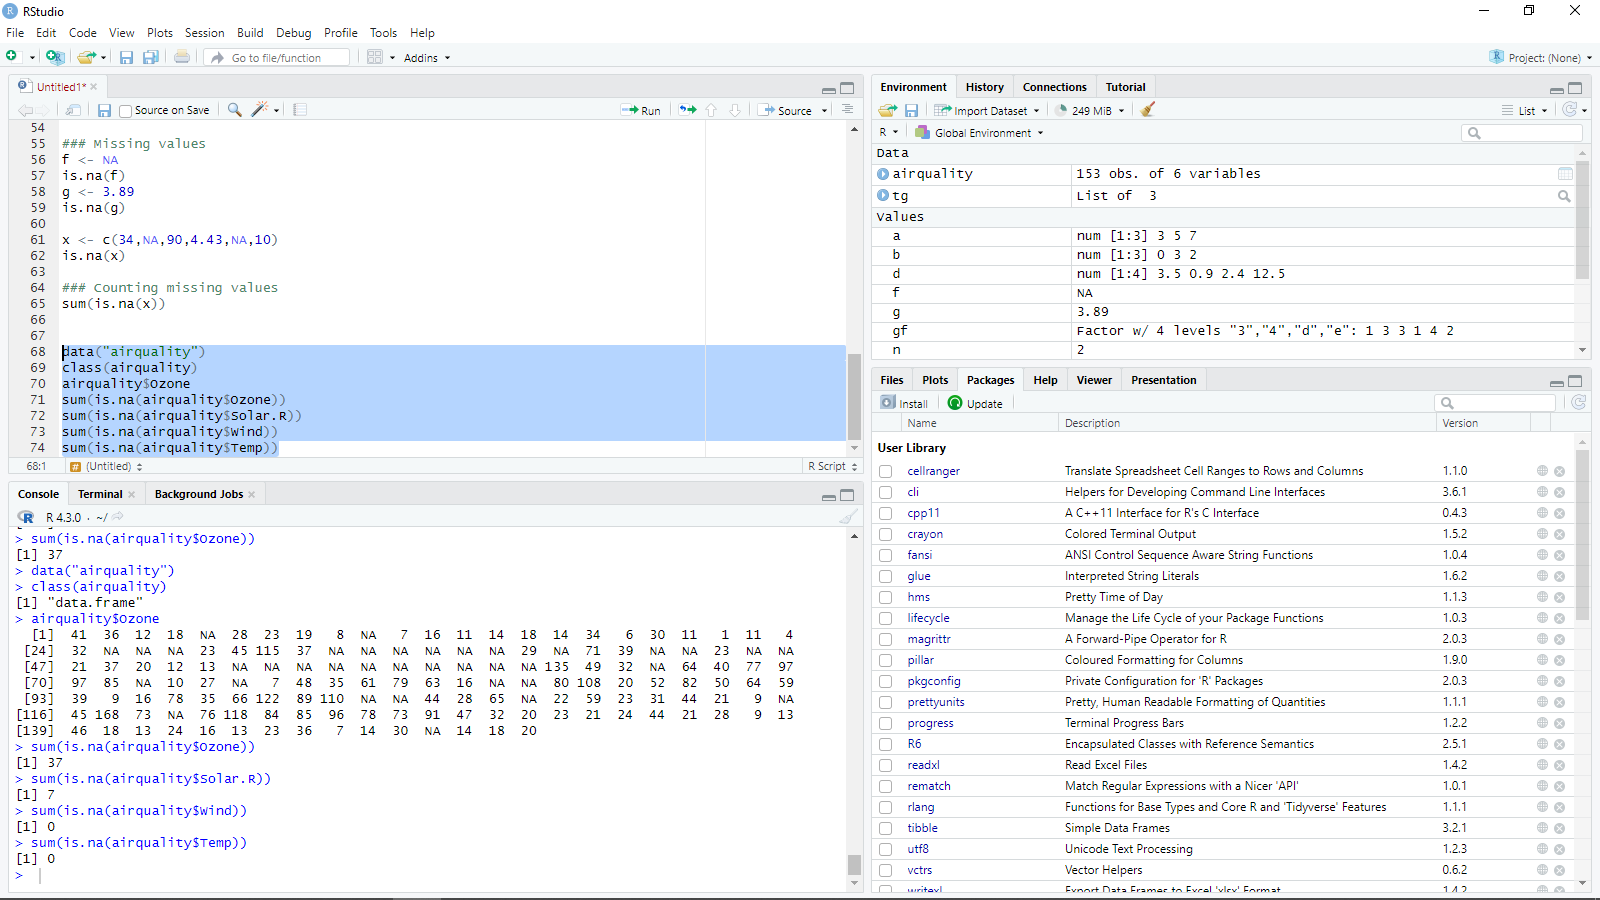 RStudio
File Edit Code View Plots Session Build Debug Profile Tools Help
Go to file/function Addins Project: (None)
Untitled1*
Source on Save Run Source
54
55 ### Missing values
56 f <- NA
57 is.na(f)
58 g <- 3.89
59 is.na(g)
60
61 x <- c(34,NA,90,4.43,NA,10)
62 is.na(x)
63
64 ### Counting missing values
65 sum(is.na(x))
66
67
68 data("airquality")
69 class(airquality)
70 airquality$Ozone
71 sum(is.na(airquality$Ozone))
72 sum(is.na(airquality$Solar.R))
73 sum(is.na(airquality$Wind))
74 sum(is.na(airquality$Temp))
68:1 # (Untitled) R Script
Console Terminal Background Jobs
R 4.3.0 · ~/
> sum(is.na(airquality$Ozone))
[1] 37
> data("airquality")
> class(airquality)
[1] "data.frame"
> airquality$Ozone
[1] 41 36 12 18 NA 28 23 19 8 NA 7 16 11 14 18 14 34 6 30 11 1 11 4
[24] 32 NA NA NA 23 45 115 37 NA NA NA NA NA NA 29 NA 71 39 NA NA 23 NA NA
[47] 21 37 20 12 13 NA NA NA NA NA NA NA NA NA NA 135 49 32 NA 64 40 77 97
[70] 97 85 NA 10 27 NA 7 48 35 61 79 63 16 NA NA 80 108 20 52 82 50 64 59
[93] 39 9 16 78 35 66 122 89 110 NA NA 44 28 65 NA 22 59 23 31 44 21 9 NA
[116] 45 168 73 NA 76 118 84 85 96 78 73 91 47 32 20 23 21 24 44 21 28 9 13
[139] 46 18 13 24 16 13 23 36 7 14 30 NA 14 18 20
> sum(is.na(airquality$Ozone))
[1] 37
> sum(is.na(airquality$Solar.R))
[1] 7
> sum(is.na(airquality$Wind))
[1] 0
> sum(is.na(airquality$Temp))
[1] 0
>
Environment History Connections Tutorial
Import Dataset 249 MiB List
R Global Environment
Data
airquality 153 obs. of 6 variables
tg List of 3
Values
a num [1:3] 3 5 7
b num [1:3] 0 3 2
d num [1:4] 3.5 0.9 2.4 12.5
f NA
g 3.89
gf Factor w/ 4 levels "3","4","d","e": 1 3 3 1 4 2
n 2
Files Plots Packages Help Viewer Presentation
Install Update
Name Description Version
User Library
cellranger Translate Spreadsheet Cell Ranges to Rows and Columns 1.1.0
cli Helpers for Developing Command Line Interfaces 3.6.1
cpp11 A C++11 Interface for R's C Interface 0.4.3
crayon Colored Terminal Output 1.5.2
fansi ANSI Control Sequence Aware String Functions 1.0.4
glue Interpreted String Literals 1.6.2
hms Pretty Time of Day 1.1.3
lifecycle Manage the Life Cycle of your Package Functions 1.0.3
magrittr A Forward-Pipe Operator for R 2.0.3
pillar Coloured Formatting for Columns 1.9.0
pkgconfig Private Configuration for 'R' Packages 2.0.3
prettyunits Pretty, Human Readable Formatting of Quantities 1.1.1
progress Terminal Progress Bars 1.2.2
R6 Encapsulated Classes with Reference Semantics 2.5.1
readxl Read Excel Files 1.4.2
rematch Match Regular Expressions with a Nicer 'API' 1.0.1
rlang Functions for Base Types and Core R and 'Tidyverse' Features 1.1.1
tibble Simple Data Frames 3.2.1
utf8 Unicode Text Processing 1.2.3
vctrs Vector Helpers 0.6.2
writexl Export Data Frames to Excel 'xlsx' Format 1.4.2